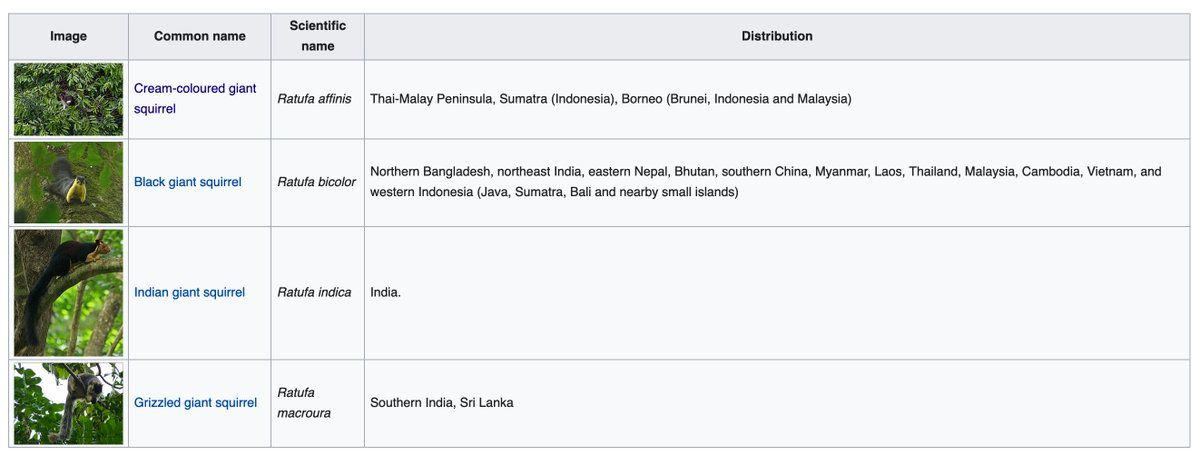 Image Common name Scientific name Distribution
Cream-coloured giant squirrel Ratufa affinis Thai-Malay Peninsula, Sumatra (Indonesia), Borneo (Brunei, Indonesia and Malaysia)
Black giant squirrel Ratufa bicolor Northern Bangladesh, northeast India, eastern Nepal, Bhutan, southern China, Myanmar, Laos, Thailand, Malaysia, Cambodia, Vietnam, and
western Indonesia (Java, Sumatra, Bali and nearby small islands)
Indian giant squirrel Ratufa indica India.
Grizzled giant squirrel Ratufa macroura Southern India, Sri Lanka